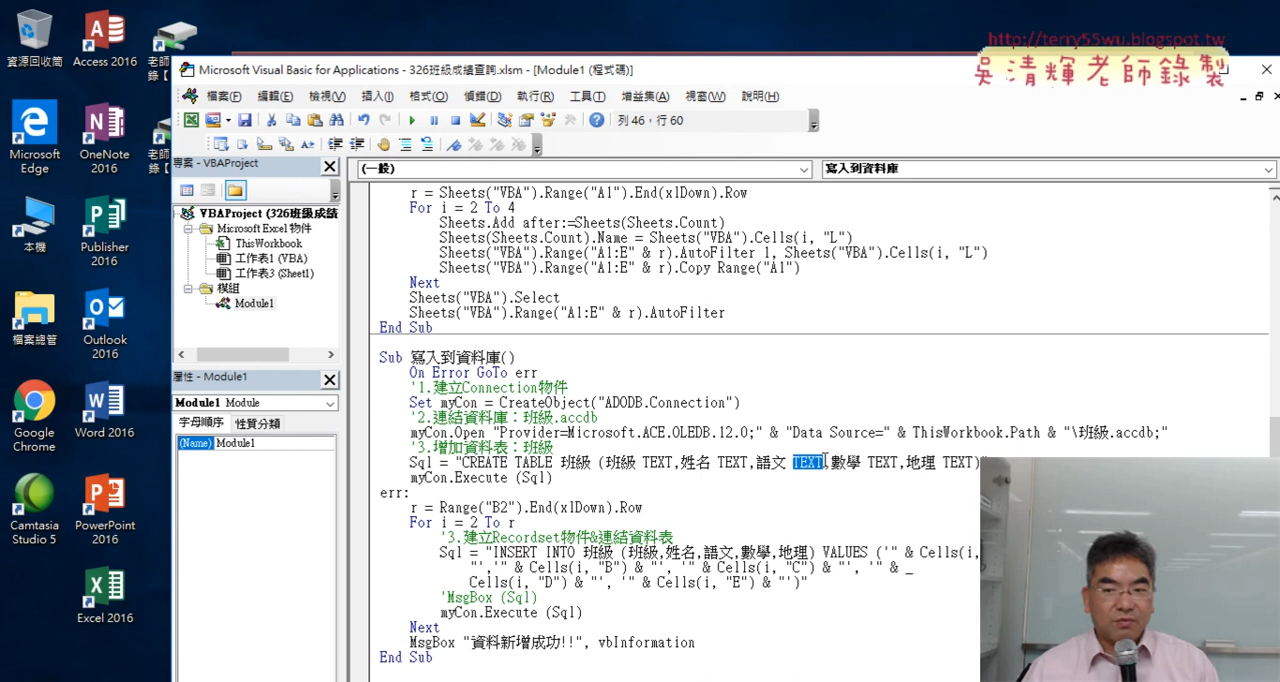 http://terry55wu.blogspot.tw
吳清輝老師錄製
資源回收筒
Access 2016
老師
錄【
Microsoft Edge
OneNote 2016
老師
錄【
本機
Publisher 2016
檔案總管
Outlook 2016
Google Chrome
Word 2016
Camtasia Studio 5
PowerPoint 2016
Excel 2016
Microsoft Visual Basic for Applications - 326班級成績查詢.xlsm - [Module1 (程式碼)]
檔案(F) 編輯(E) 檢視(V) 插入(I) 格式(O) 偵錯(D) 執行(R) 工具(T) 增益集(A) 視窗(W) 說明(H)
列 46，行 60
專案 - VBAProject
VBAProject (326班級成績
Microsoft Excel 物件
ThisWorkbook
工作表1 (VBA)
工作表3 (Sheet1)
模組
Module1
屬性 - Module1
Module1 Module
字母順序 性質分類
(Name) Module1
(一般) 寫入到資料庫
r = Sheets("VBA").Range("A1").End(xlDown).Row
For i = 2 To 4
Sheets.Add after:=Sheets(Sheets.Count)
Sheets(Sheets.Count).Name = Sheets("VBA").Cells(i, "L")
Sheets("VBA").Range("A1:E" & r).AutoFilter 1, Sheets("VBA").Cells(i, "L")
Sheets("VBA").Range("A1:E" & r).Copy Range("A1")
Next
Sheets("VBA").Select
Sheets("VBA").Range("A1:E" & r).AutoFilter
End Sub
Sub 寫入到資料庫()
On Error GoTo err
'1.建立Connection物件
Set myCon = CreateObject("ADODB.Connection")
'2.連結資料庫：班級.accdb
myCon.Open "Provider=Microsoft.ACE.OLEDB.12.0;" & "Data Source=" & ThisWorkbook.Path & "\班級.accdb;"
'3.增加資料表：班級
Sql = "CREATE TABLE 班級 (班級 TEXT,姓名 TEXT,語文 TEXT,數學 TEXT,地理 TEXT)"
myCon.Execute (Sql)
err:
r = Range("B2").End(xlDown).Row
For i = 2 To r
'3.建立Recordset物件&連結資料表
Sql = "INSERT INTO 班級 (班級,姓名,語文,數學,地理) VALUES ('" & Cells(i,
"','" & Cells(i, "B") & "', '" & Cells(i, "C") & "', '" & _
Cells(i, "D") & "', '" & Cells(i, "E") & "')"
'MsgBox (Sql)
myCon.Execute (Sql)
Next
MsgBox "資料新增成功!!", vbInformation
End Sub